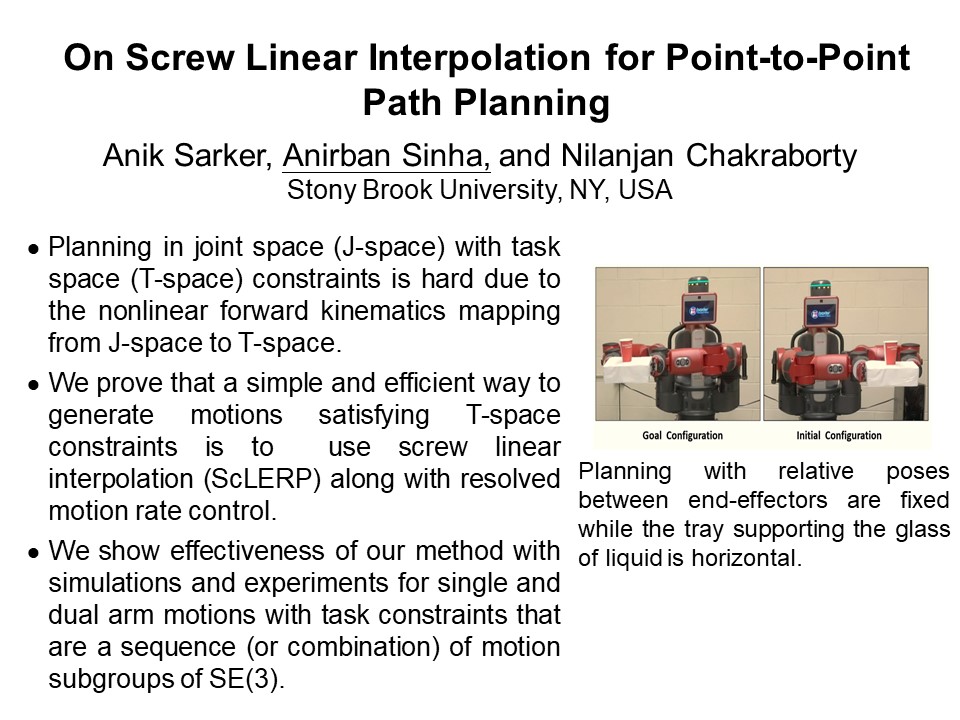 On Screw Linear Interpolation for Point-to-Point
Path Planning
Anik Sarker, Anirban Sinha, and Nilanjan Chakraborty
Stony Brook University, NY, USA
● Planning in joint space (J-space) with task
space (T-space) constraints is hard due to
the nonlinear forward kinematics mapping
from J-space to T-space.
● We prove that a simple and efficient way to
generate motions satisfying T-space
constraints is to use screw linear
interpolation (ScLERP) along with resolved
motion rate control.
● We show effectiveness of our method with
simulations and experiments for single and
dual arm motions with task constraints that
are a sequence (or combination) of motion
subgroups of SE(3).
Goal Configuration
Initial Configuration
Planning with relative poses
between end-effectors are fixed
while the tray supporting the glass
of liquid is horizontal.